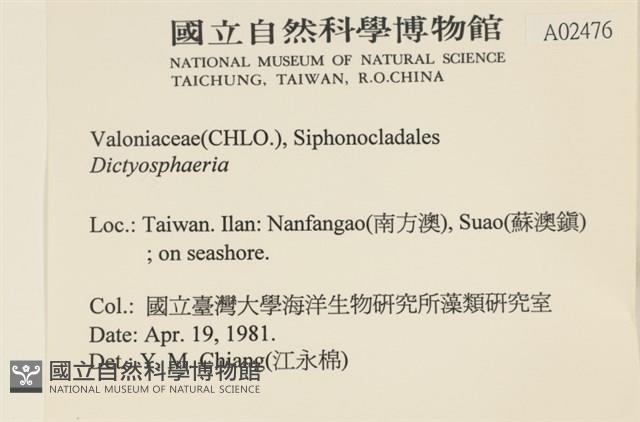 國立自然科學博物館
A02476
NATIONAL MUSEUM OF NATURAL SCIENCE
TAICHUNG, TAIWAN, R.O.CHINA
Valoniaceae(CHLO.), Siphonocladales
Dictyosphaeria
Loc.: Taiwan. Ilan: Nanfangao(南方澳), Suao(蘇澳鎮)
; on seashore.
Col.: 國立臺灣大學海洋生物研究所藻類研究室
Date: Apr. 19, 1981.
Det.: Y. M. Chiang(江永棉)
國立自然科學博物館
NATIONAL MUSEUM OF NATURAL SCIENCE